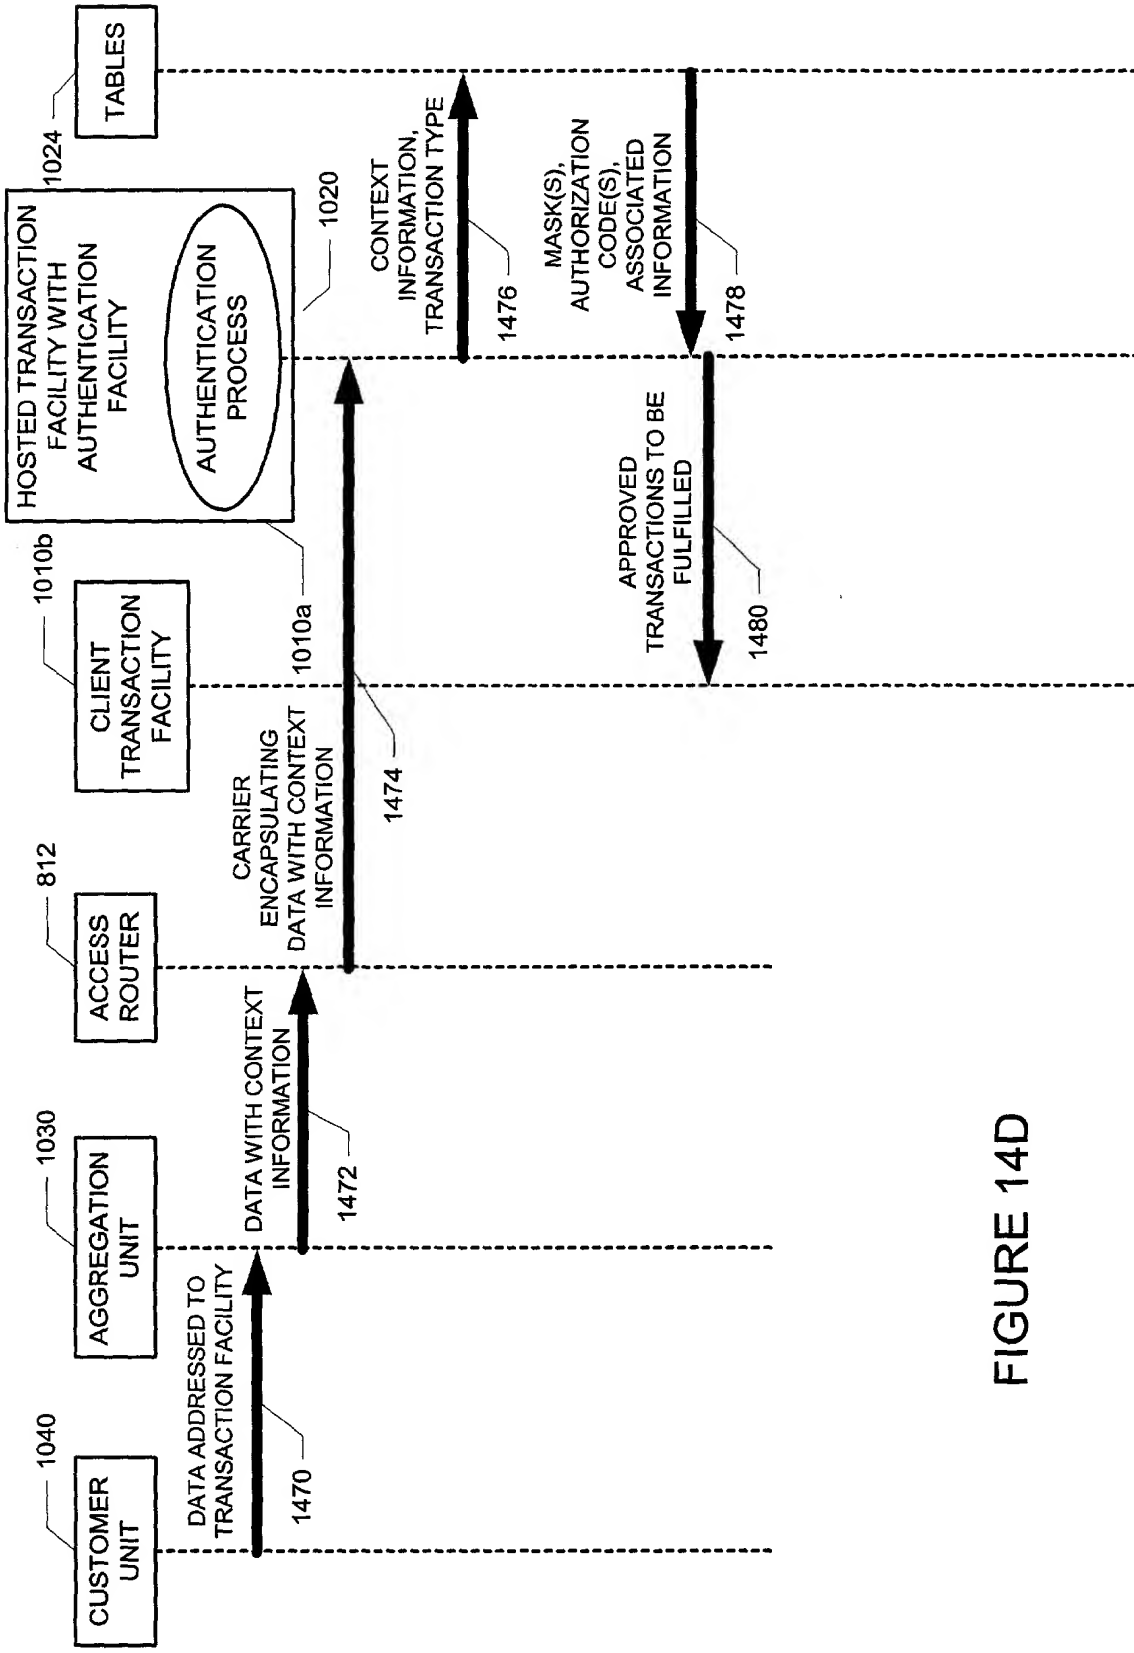 CUSTOMER
UNIT
1040
AGGREGATION
UNIT
1030
ACCESS
ROUTER
812
CLIENT
TRANSACTION
FACILITY
1010b
HOSTED TRANSACTION
FACILITY WITH
AUTHENTICATION
FACILITY
AUTHENTICATION
PROCESS
1010a
1020
TABLES
1024
DATA ADDRESSED TO
TRANSACTION FACILITY
1470
DATA WITH CONTEXT
INFORMATION
1472
CARRIER
ENCAPSULATING
DATA WITH CONTEXT
INFORMATION
1474
CONTEXT
INFORMATION,
TRANSACTION TYPE
1476
MASK(S),
AUTHORIZATION
CODE(S),
ASSOCIATED
INFORMATION
1478
APPROVED
TRANSACTIONS TO BE
FULFILLED
1480
FIGURE 14D